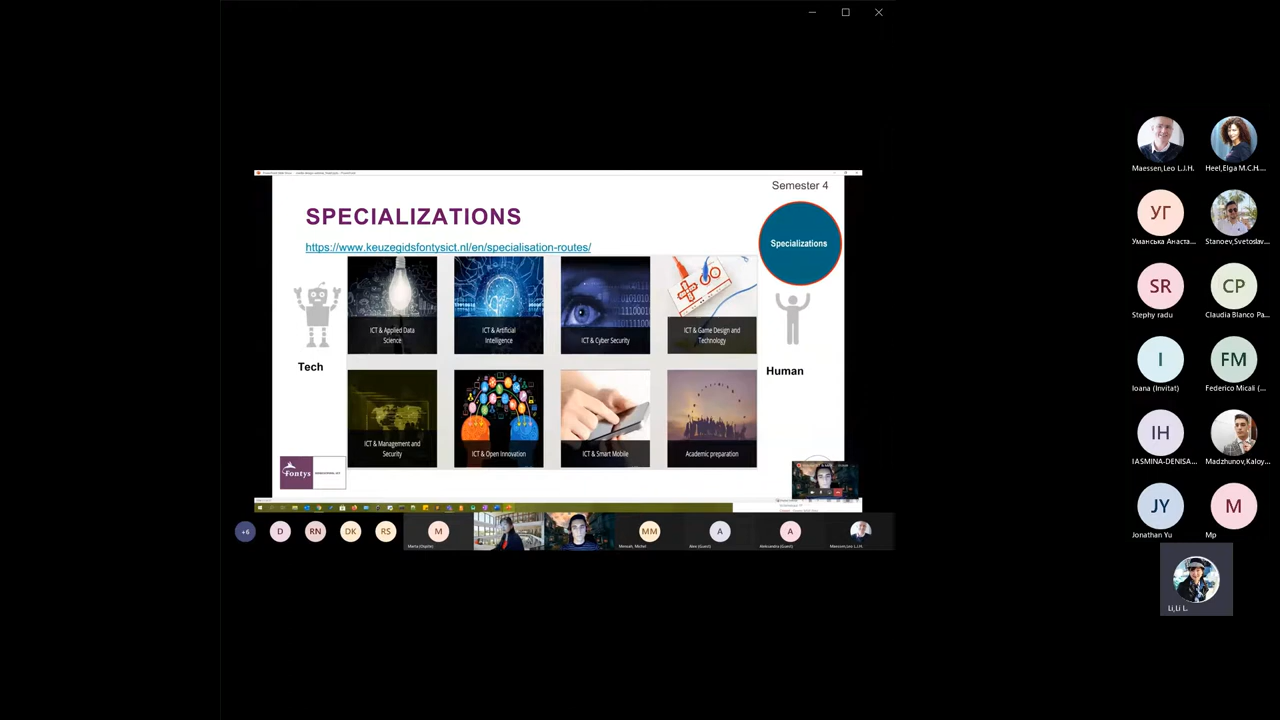 Semester 4
SPECIALIZATIONS
Specializations
https://www.keuzegidsfontysict.nl/en/specialisation-routes/
ICT & Applied Data
Science
ICT & Artificial
Intelligence
ICT & Cyber Security
ICT & Game Design and
Technology
Tech
Human
ICT & Management and
Security
ICT & Open Innovation
ICT & Smart Mobile
Academic preparation
Fontys
+6
D
RN
DK
RS
M
MM
A
A
Maessen,Leo L.J.H.
Maessen,Leo L.J.H.
Heel,Elga M.C.H....
УГ
Уманська Анаста...
Stanoev,Svetoslav...
SR
Stephy radu
CP
Claudia Blanco Pa...
I
Ioana (Invitat)
FM
Federico Micali (...
IH
IASMINA-DENISA...
Madzhunov,Kaloy...
JY
Jonathan Yu
M
Mp
Li,Li L.